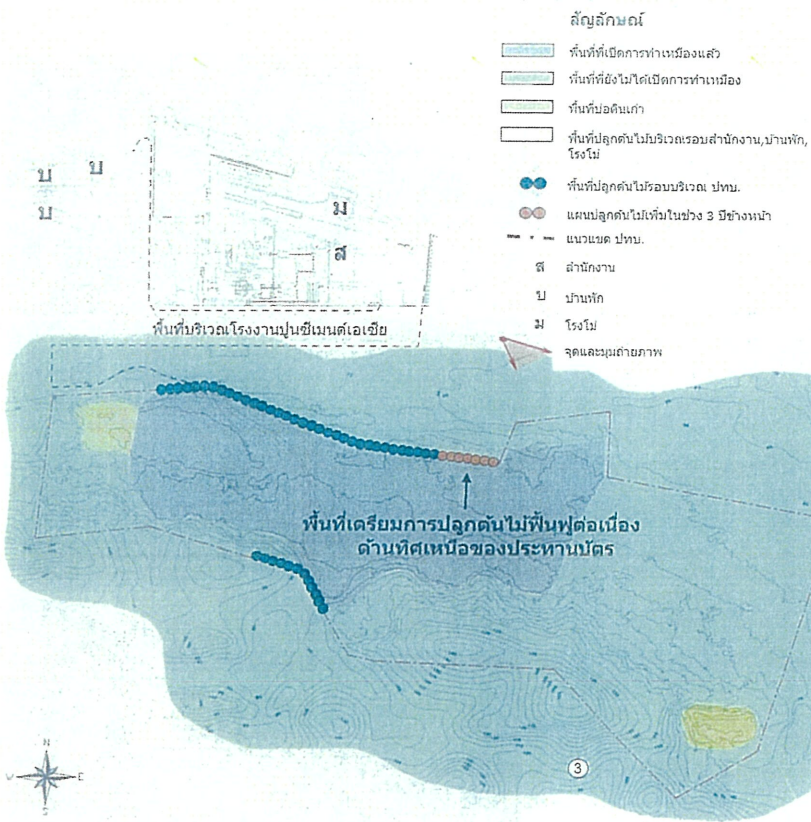 สัญลักษณ์
พื้นที่ที่เปิดการทำเหมืองแล้ว
พื้นที่ที่ยังไม่ได้เปิดการทำเหมือง
พื้นที่บ่อดินเก่า
พื้นที่ปลูกต้นไม้บริเวณรอบสำนักงาน,บ้านพัก,
โรงโม่
พื้นที่ปลูกต้นไม้รอบบริเวณ ปทบ.
แผนปลูกต้นไม้เพิ่มในช่วง 3 ปีข้างหน้า
แนวเขต ปทบ.
ส สำนักงาน
บ บ้านพัก
ม โรงโม่
จุดและมุมถ่ายภาพ
บ บ
บ
ม
ส
พื้นที่บริเวณโรงงานปูนซีเมนต์เอเซีย
พื้นที่เตรียมการปลูกต้นไม้ฟื้นฟูต่อเนื่อง
ด้านทิศเหนือของประทานบัตร
3
N
W E
S